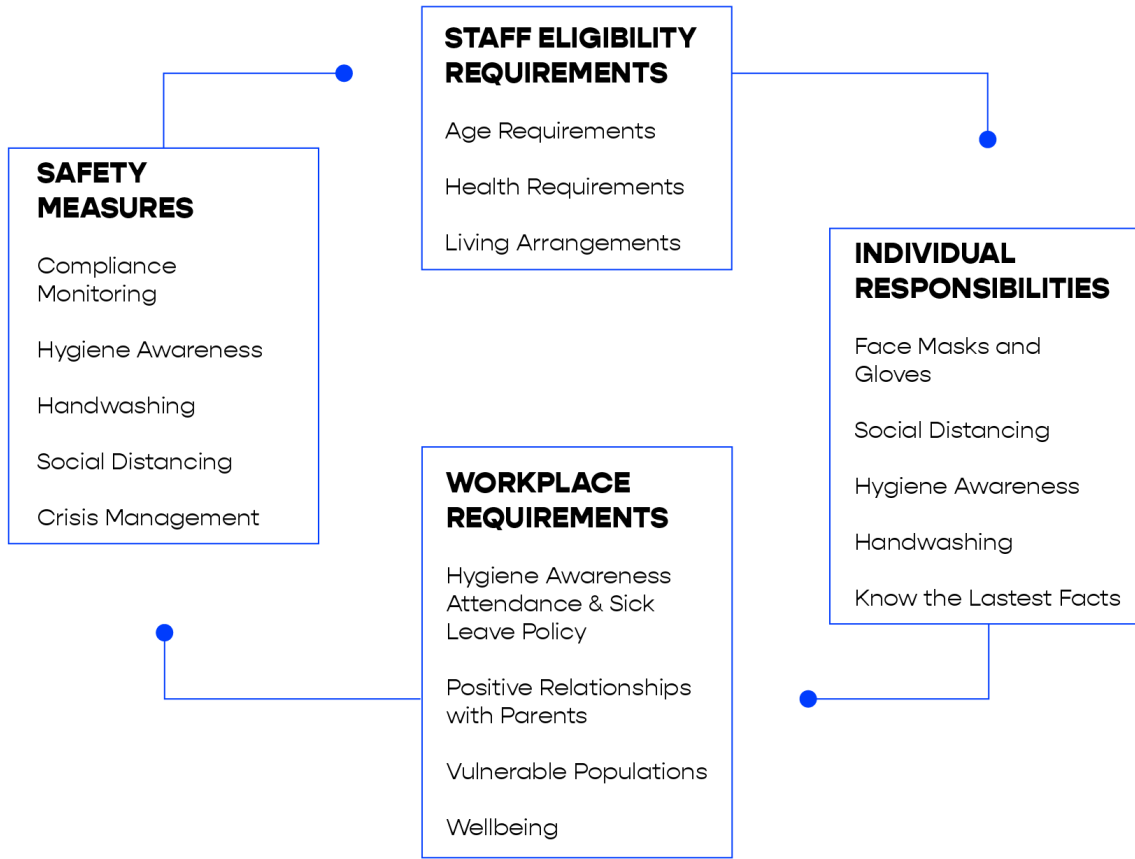 STAFF ELIGIBILITY
REQUIREMENTS
Age Requirements
Health Requirements
Living Arrangements
SAFETY
MEASURES
Compliance
Monitoring
Hygiene Awareness
Handwashing
Social Distancing
Crisis Management
INDIVIDUAL
RESPONSIBILITIES
Face Masks and
Gloves
Social Distancing
Hygiene Awareness
Handwashing
Know the Lastest Facts
WORKPLACE
REQUIREMENTS
Hygiene Awareness
Attendance & Sick
Leave Policy
Positive Relationships
with Parents
Vulnerable Populations
Wellbeing